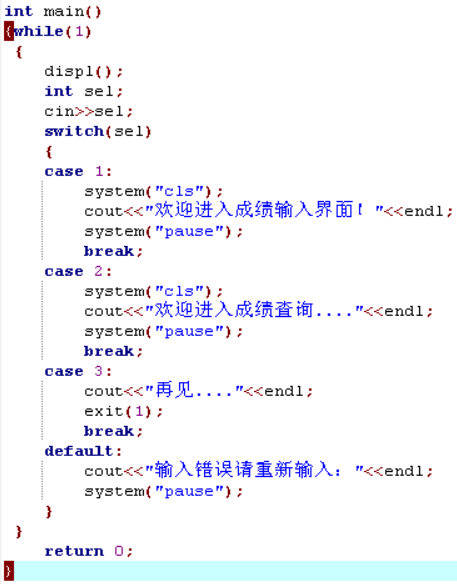 int main()
{while(1)
{
displ();
int sel;
cin>>sel;
switch(sel)
{
case 1:
system("cls");
cout<<"欢迎进入成绩输入界面！"<<endl;
system("pause");
break;
case 2:
system("cls");
cout<<"欢迎进入成绩查询...."<<endl;
system("pause");
break;
case 3:
cout<<"再见...."<<endl;
exit(1);
break;
default:
cout<<"输入错误请重新输入："<<endl;
system("pause");
}
}
return 0;
}